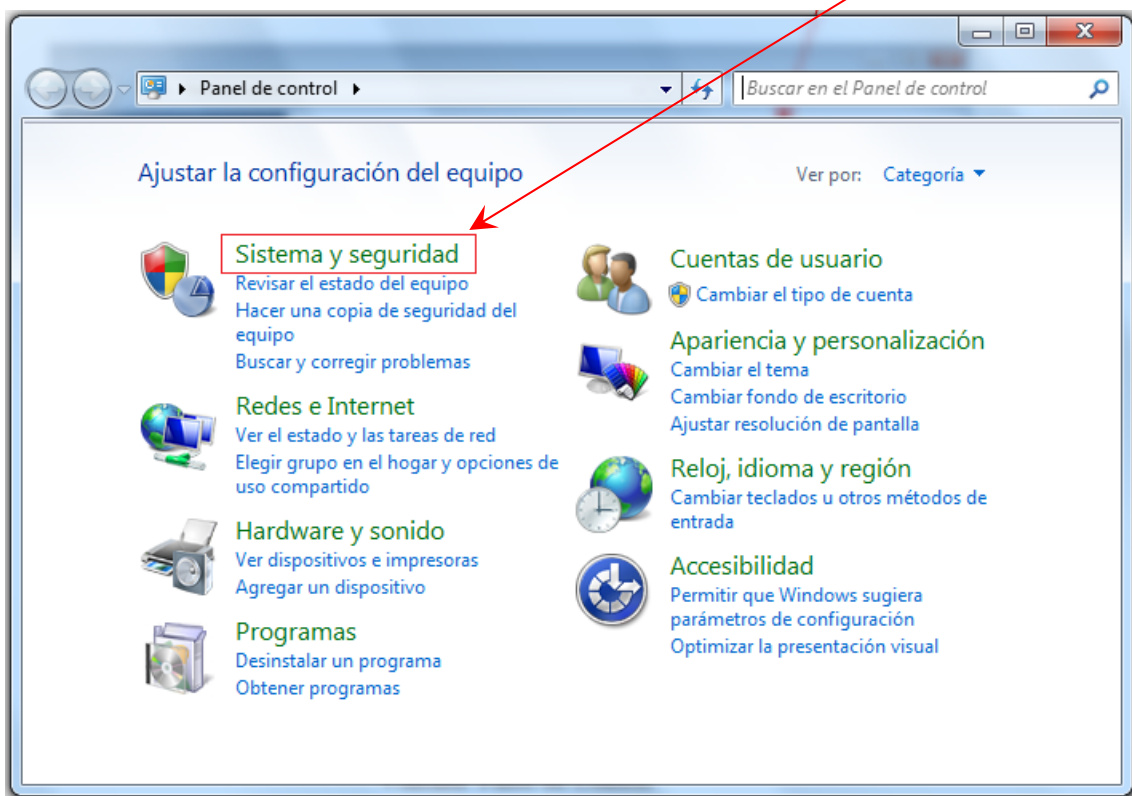 Panel de control
Buscar en el Panel de control
Ajustar la configuración del equipo
Ver por: Categoría
Sistema y seguridad
Revisar el estado del equipo
Hacer una copia de seguridad del
equipo
Buscar y corregir problemas
Redes e Internet
Ver el estado y las tareas de red
Elegir grupo en el hogar y opciones de
uso compartido
Hardware y sonido
Ver dispositivos e impresoras
Agregar un dispositivo
Programas
Desinstalar un programa
Obtener programas
Cuentas de usuario
Cambiar el tipo de cuenta
Apariencia y personalización
Cambiar el tema
Cambiar fondo de escritorio
Ajustar resolución de pantalla
Reloj, idioma y región
Cambiar teclados u otros métodos de
entrada
Accesibilidad
Permitir que Windows sugiera
parámetros de configuración
Optimizar la presentación visual